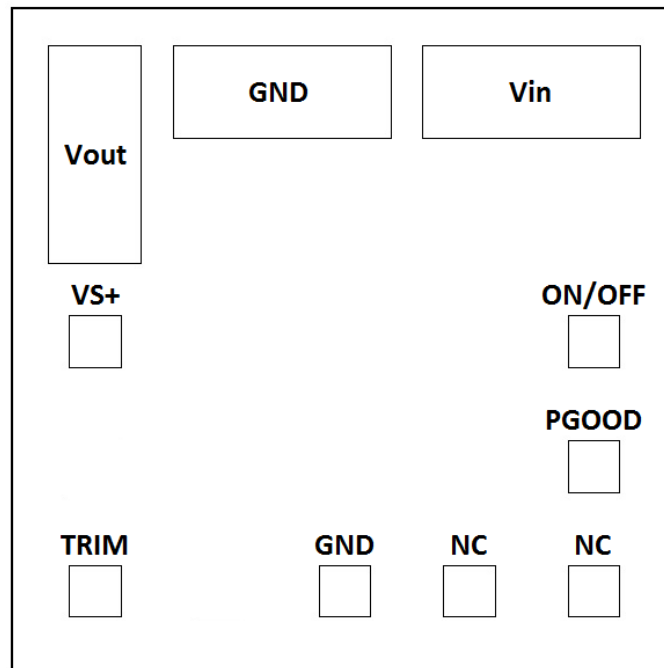 GND
Vin
Vout
VS+
ON/OFF
PGOOD
TRIM
GND
NC
NC